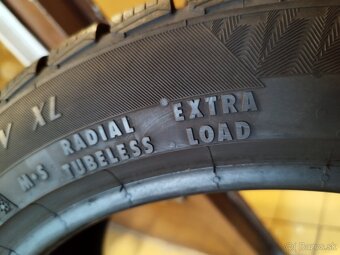 V XL
M+S RADIAL TUBELESS
EXTRA LOAD